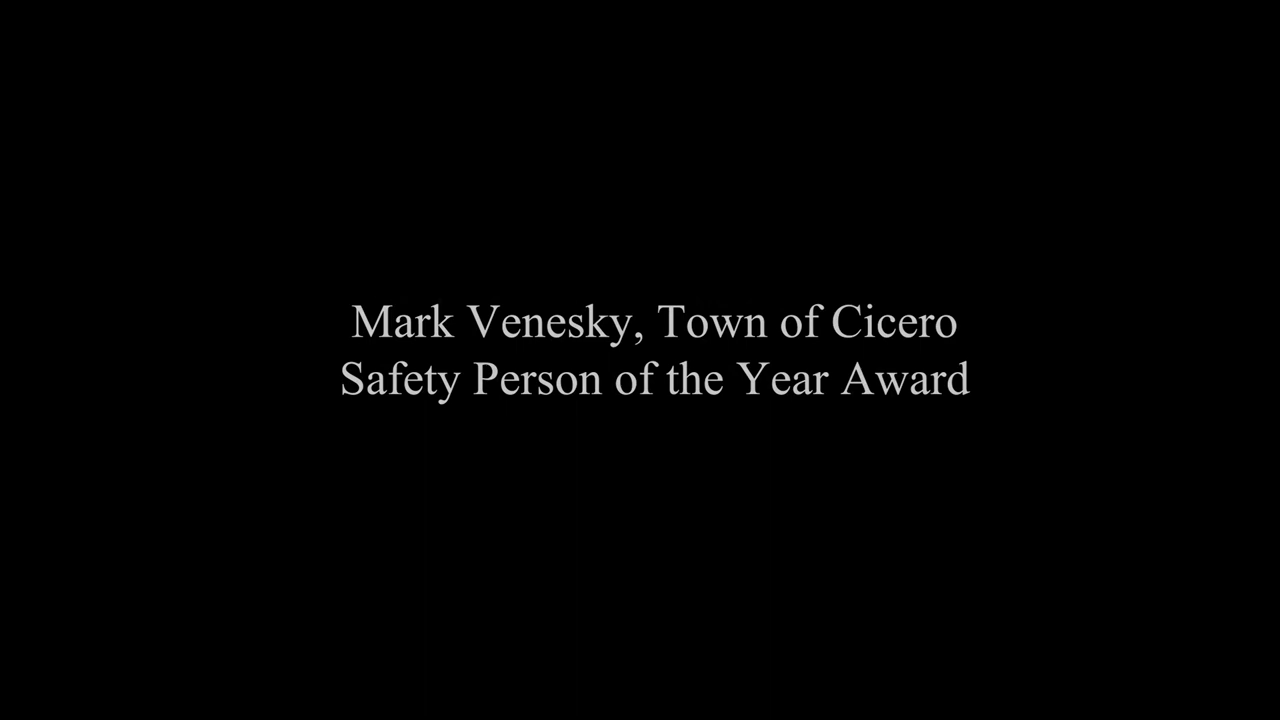 Mark Venesky, Town of Cicero
Safety Person of the Year Award